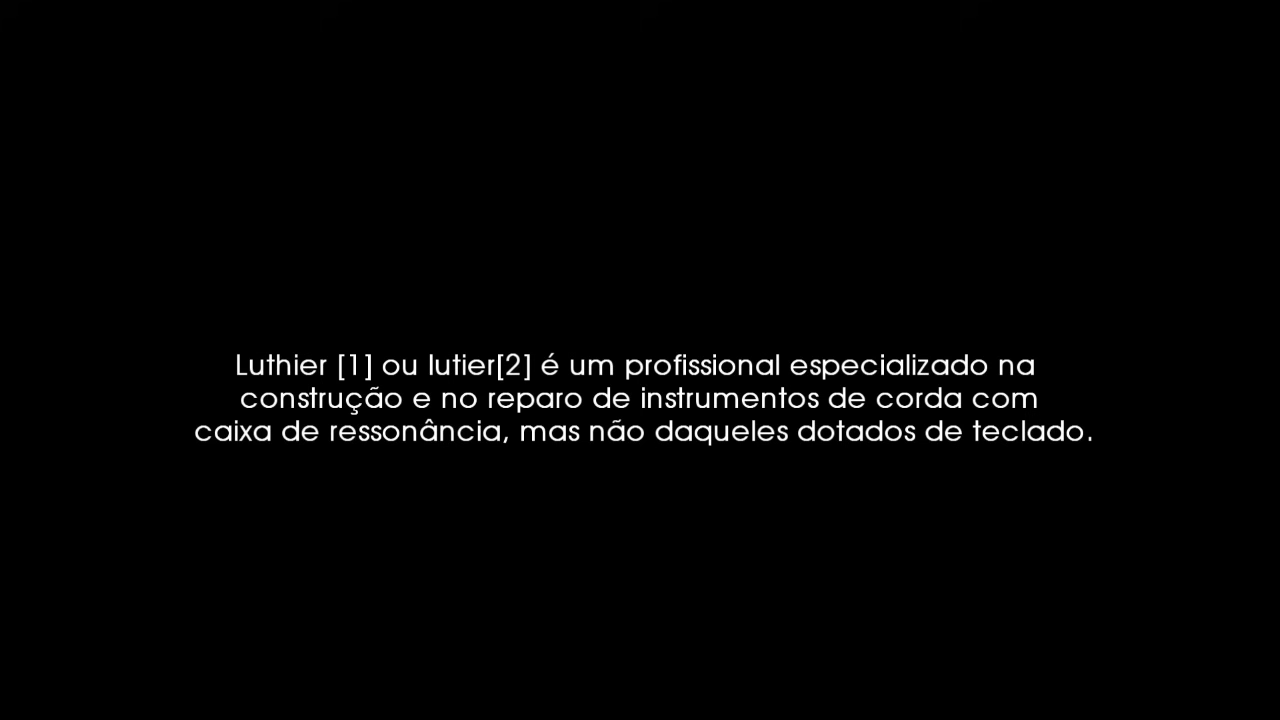 Luthier [1] ou lutier[2] é um profissional especializado na
construção e no reparo de instrumentos de corda com
caixa de ressonância, mas não daqueles dotados de teclado.